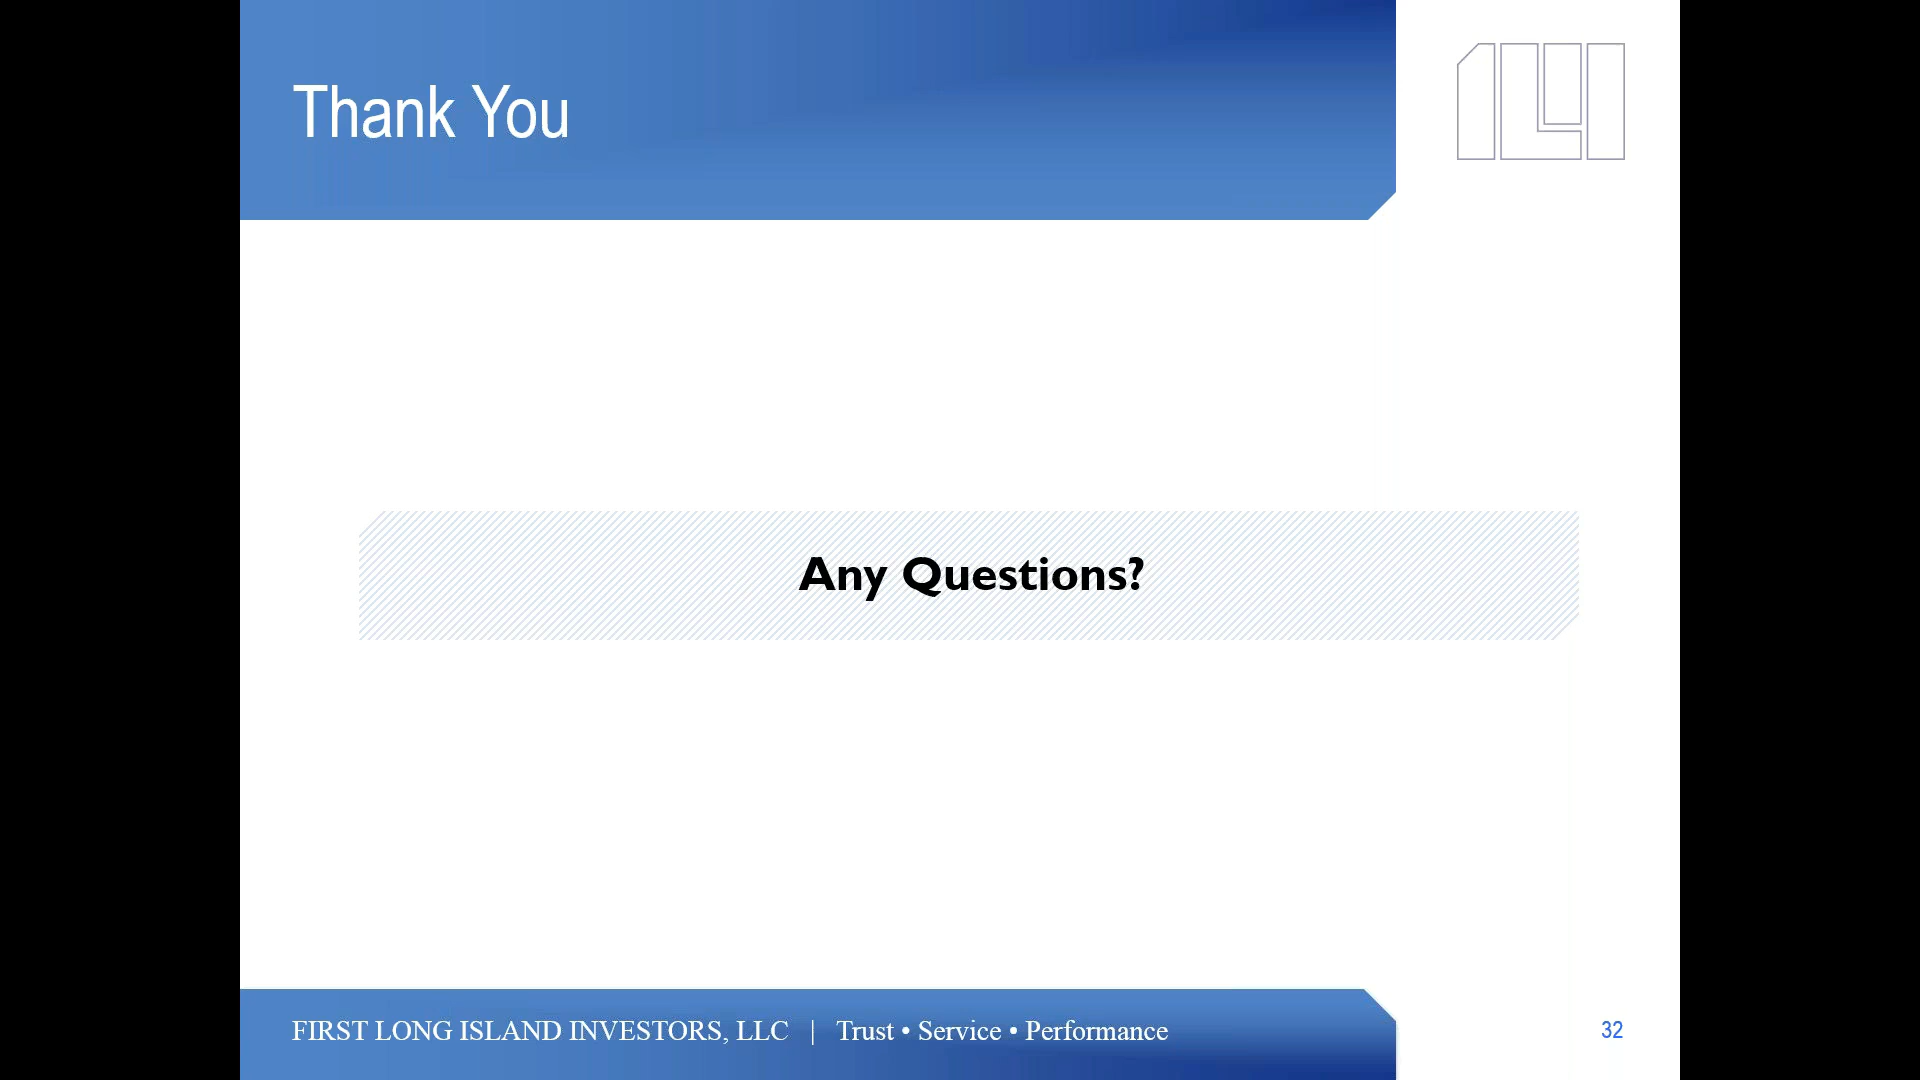 Thank You
Any Questions?
FIRST LONG ISLAND INVESTORS, LLC | Trust • Service • Performance
32